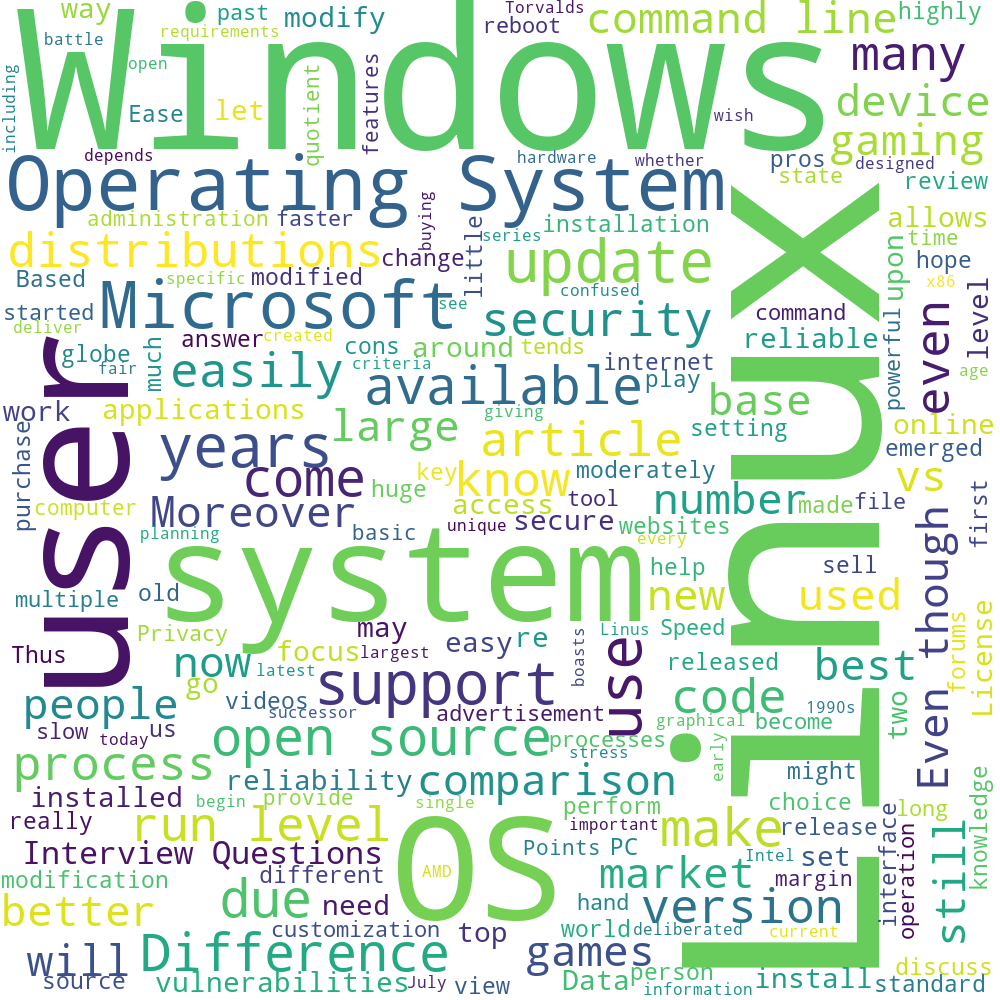 way
past
modify
Torvalds
reboot
command line
highly
requirements
battle
Windows
many
open
including
Ease
let
quotient
features
wish
device
gaming
depends
hardware
whether
pros
designed
Operating System
state
review
administration
faster
buying
installation
allows
series
time
distributions
change
little
update
upon
hope
Based
specific
modified
confused
x86
level
started
Microsoft
see
security
command
deliver
answer
created
reliable
powerful
even
globe
fair
much
cons
around
tends
internet
age
easily
criteria
available
play
Linux
user
work
applications
giving
base
online
purchase
years
large
article
setting
emerged
vs
come
key
know
moderately
computer
huge
access
tool
number
made
file
first
Moreover
unique
secure
websites
planning
basic
every
system
help
sell
multiple
old
new
used
Even though
Privacy
may
easy
re
Linus
Speed
Thus
focus
largest
boasts
use
forums
License
now
latest
released
best
go
support
people
videos
code
1990s
two
successor
advertisement
graphical
become
slow
today
us
open source
processes
stress
early
process
reliability
comparison
might
installed
begin
provide
single
perform
choice
long
knowledge
really
run level
OS
important
make
release
interface
Interview Questions
Points
PC
Intel
set
operation
still
modification
different
AMD
market
margin
better
due
need
hand
version
customization
top
world
deliberated
current
will
Difference
games
discuss
source
vulnerabilities
July
view
Data
person
information
install
standard